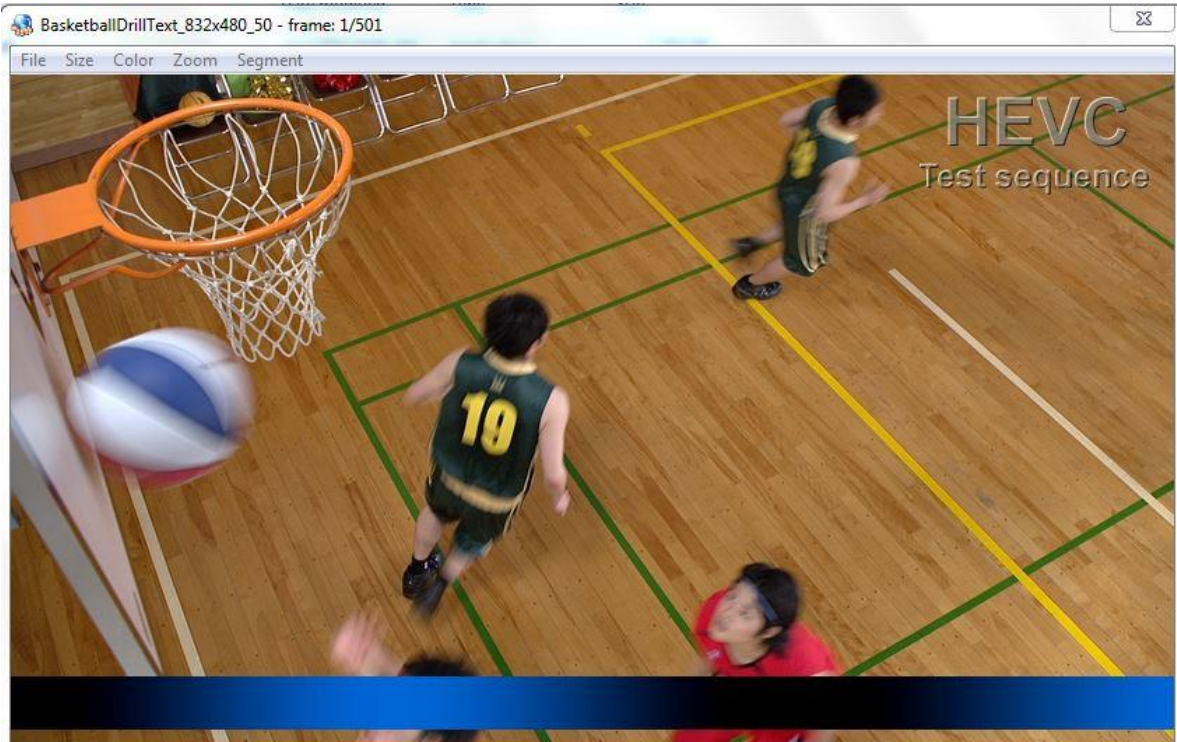 BasketballDrillText_832x480_50 - frame: 1/501
File Size Color Zoom Segment
HEVC
Test sequence
19